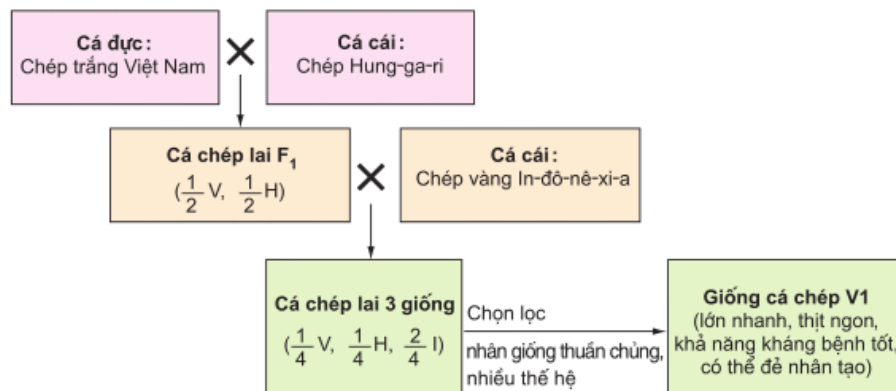 Cá đực:
Chép trắng Việt Nam
×
Cá cái:
Chép Hung-ga-ri
Cá chép lai F₁
(1/2 V, 1/2 H)
×
Cá cái:
Chép vàng In-đô-nê-xi-a
Cá chép lai 3 giống
(1/4 V, 1/4 H, 2/4 I)
Chọn lọc
nhân giống thuần chủng,
nhiều thế hệ
Giống cá chép V1
(lớn nhanh, thịt ngon,
khả năng kháng bệnh tốt,
có thể đẻ nhân tạo)